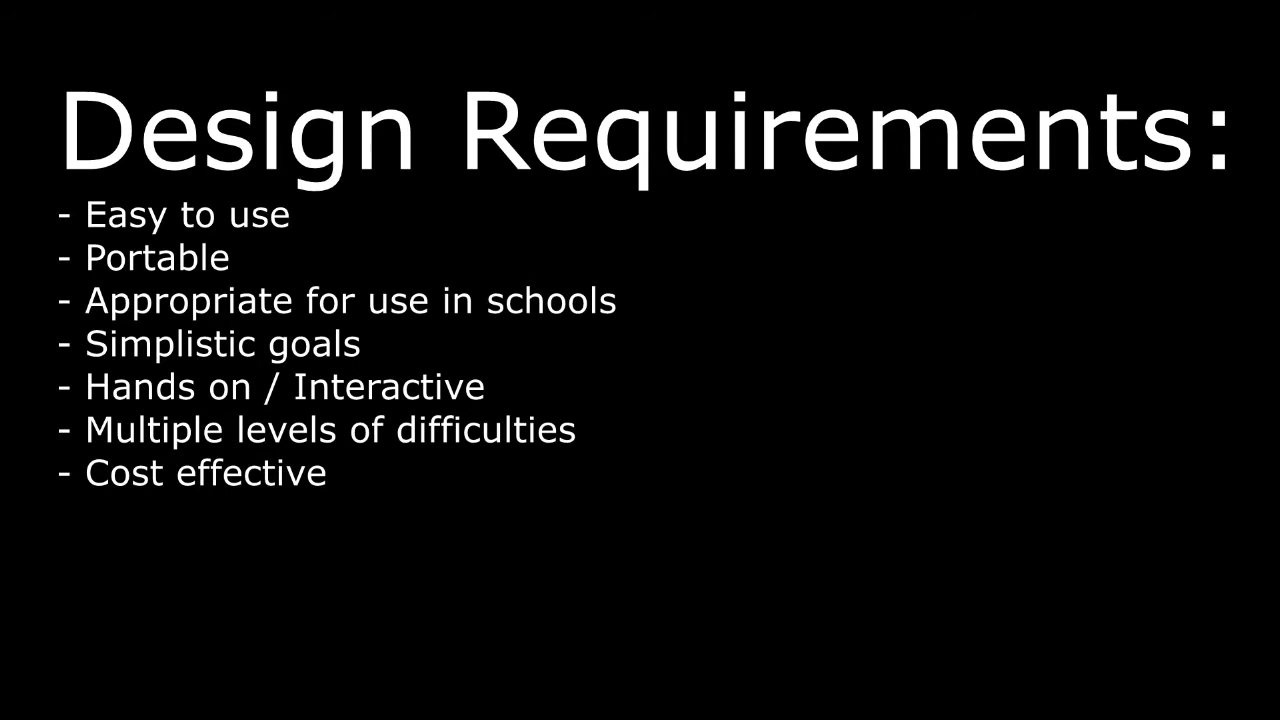 Design Requirements:
- Easy to use
- Portable
- Appropriate for use in schools
- Simplistic goals
- Hands on / Interactive
- Multiple levels of difficulties
- Cost effective